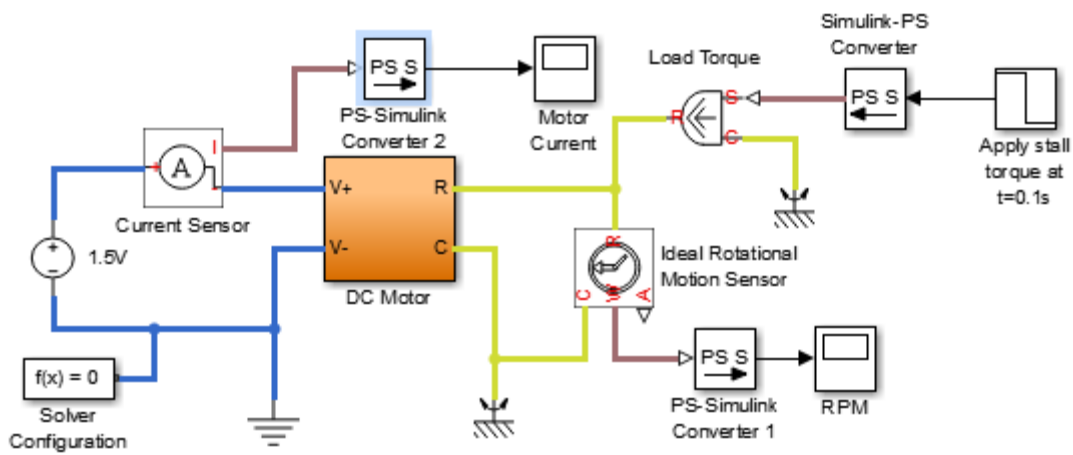 Simulink-PS
Converter
Load Torque
PS S
S
R
C
PS S
PS-Simulink
Converter 2
Motor
Current
Apply stall
torque at
t=0.1s
I
A
Current Sensor
+
−
1.5V
V+
R
V-
C
DC Motor
R
C
W
A
Ideal Rotational
Motion Sensor
f(x) = 0
Solver
Configuration
PS S
PS-Simulink
Converter 1
RPM